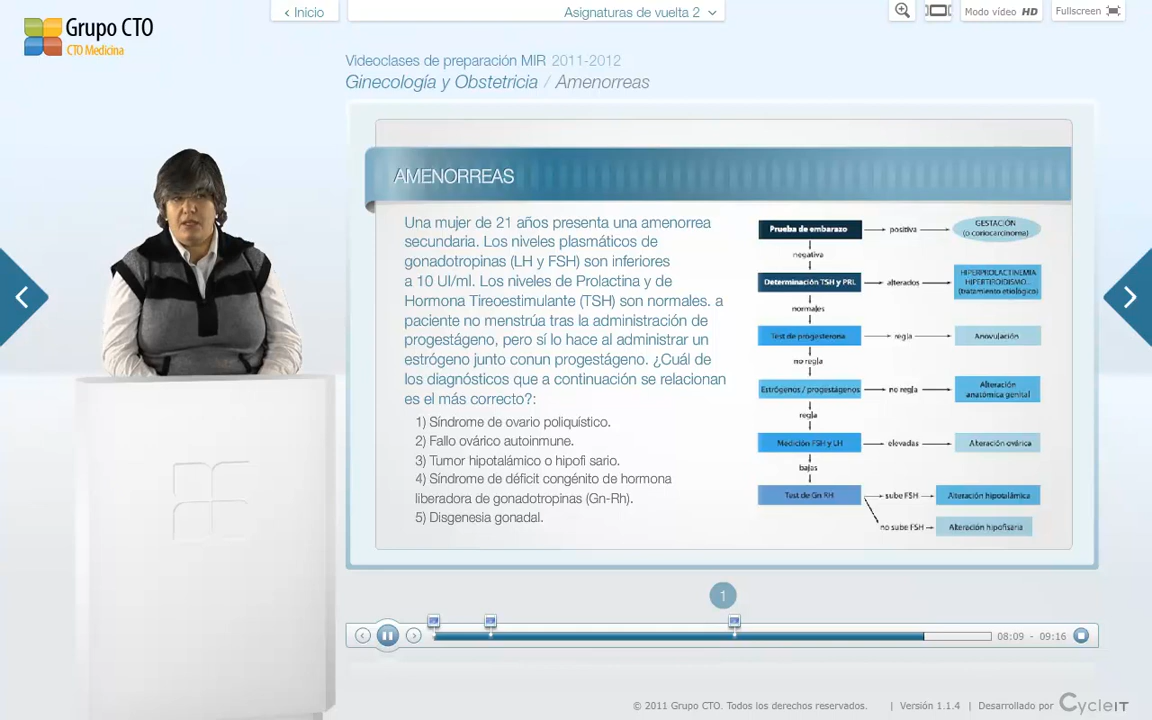 Grupo CTO
CTO Medicina
‹ Inicio
Asignaturas de vuelta 2
Modo vídeo HD
Fullscreen
Videoclases de preparación MIR 2011-2012
Ginecología y Obstetricia / Amenorreas
AMENORREAS
Una mujer de 21 años presenta una amenorrea
secundaria. Los niveles plasmáticos de
gonadotropinas (LH y FSH) son inferiores
a 10 UI/ml. Los niveles de Prolactina y de
Hormona Tireoestimulante (TSH) son normales. a
paciente no menstrúa tras la administración de
progestágeno, pero sí lo hace al administrar un
estrógeno junto conun progestágeno. ¿Cuál de
los diagnósticos que a continuación se relacionan
es el más correcto?:
1) Síndrome de ovario poliquístico.
2) Fallo ovárico autoinmune.
3) Tumor hipotalámico o hipofi sario.
4) Síndrome de déficit congénito de hormona
liberadora de gonadotropinas (Gn-Rh).
5) Disgenesia gonadal.
Prueba de embarazo
positiva
GESTACIÓN
(o coriocarcinoma)
negativa
Determinación TSH y PRL
alterados
HIPERPROLACTINEMIA
HIPERTIROIDISMO...
(tratamiento etiológico)
normales
Test de progesterona
regla
Anovulación
no regla
Estrógenos / progestágenos
no regla
Alteración
anatómica genital
regla
Medición FSH y LH
elevadas
Alteración ovárica
bajas
Test de Gn RH
sube FSH
Alteración hipotalámica
no sube FSH
Alteración hipofisaria
1
08:09 - 09:16
© 2011 Grupo CTO. Todos los derechos reservados. | Versión 1.1.4 | Desarrollado por CycleIT